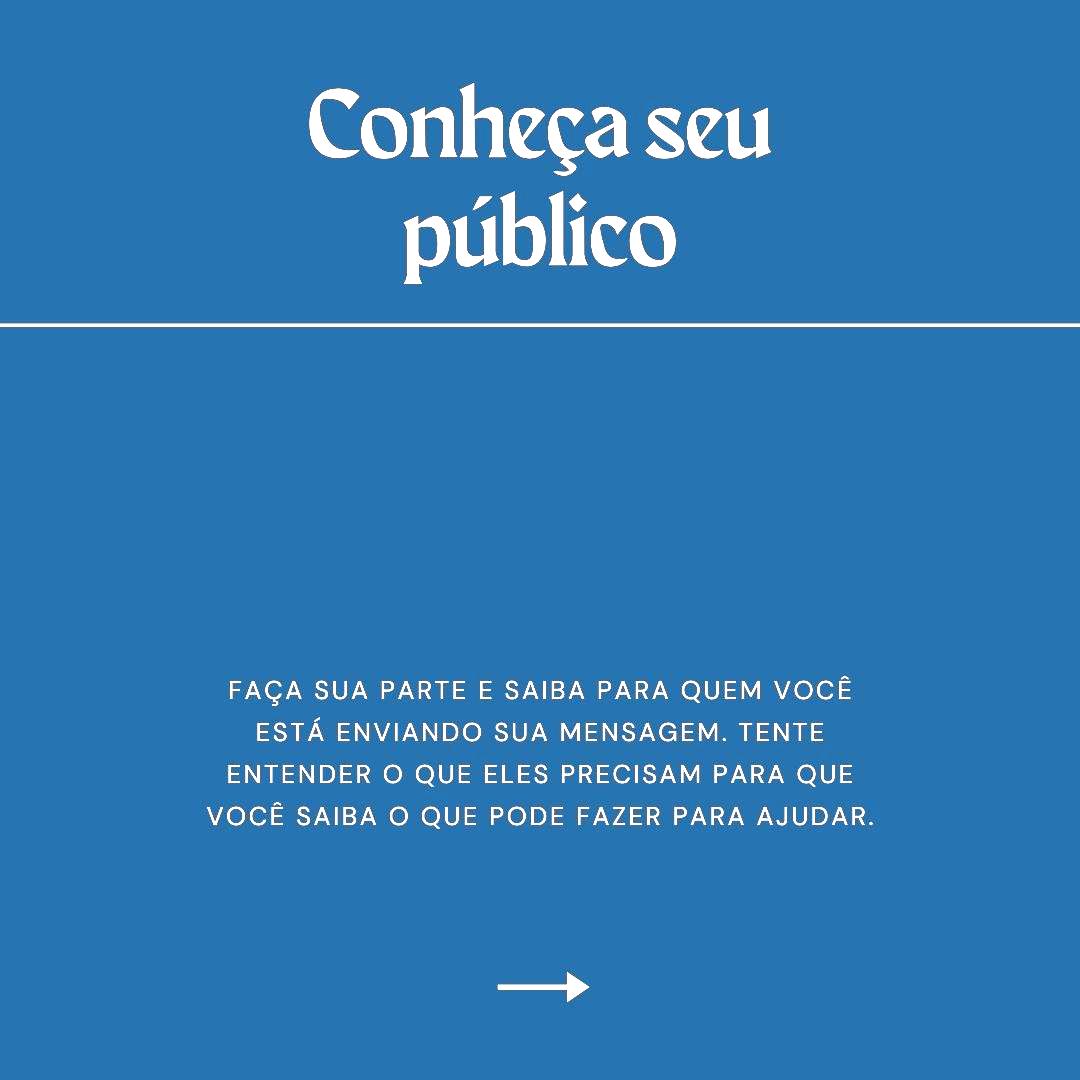 Conheça seu
público
FAÇA SUA PARTE E SAIBA PARA QUEM VOCÊ
ESTÁ ENVIANDO SUA MENSAGEM. TENTE
ENTENDER O QUE ELES PRECISAM PARA QUE
VOCÊ SAIBA O QUE PODE FAZER PARA AJUDAR.